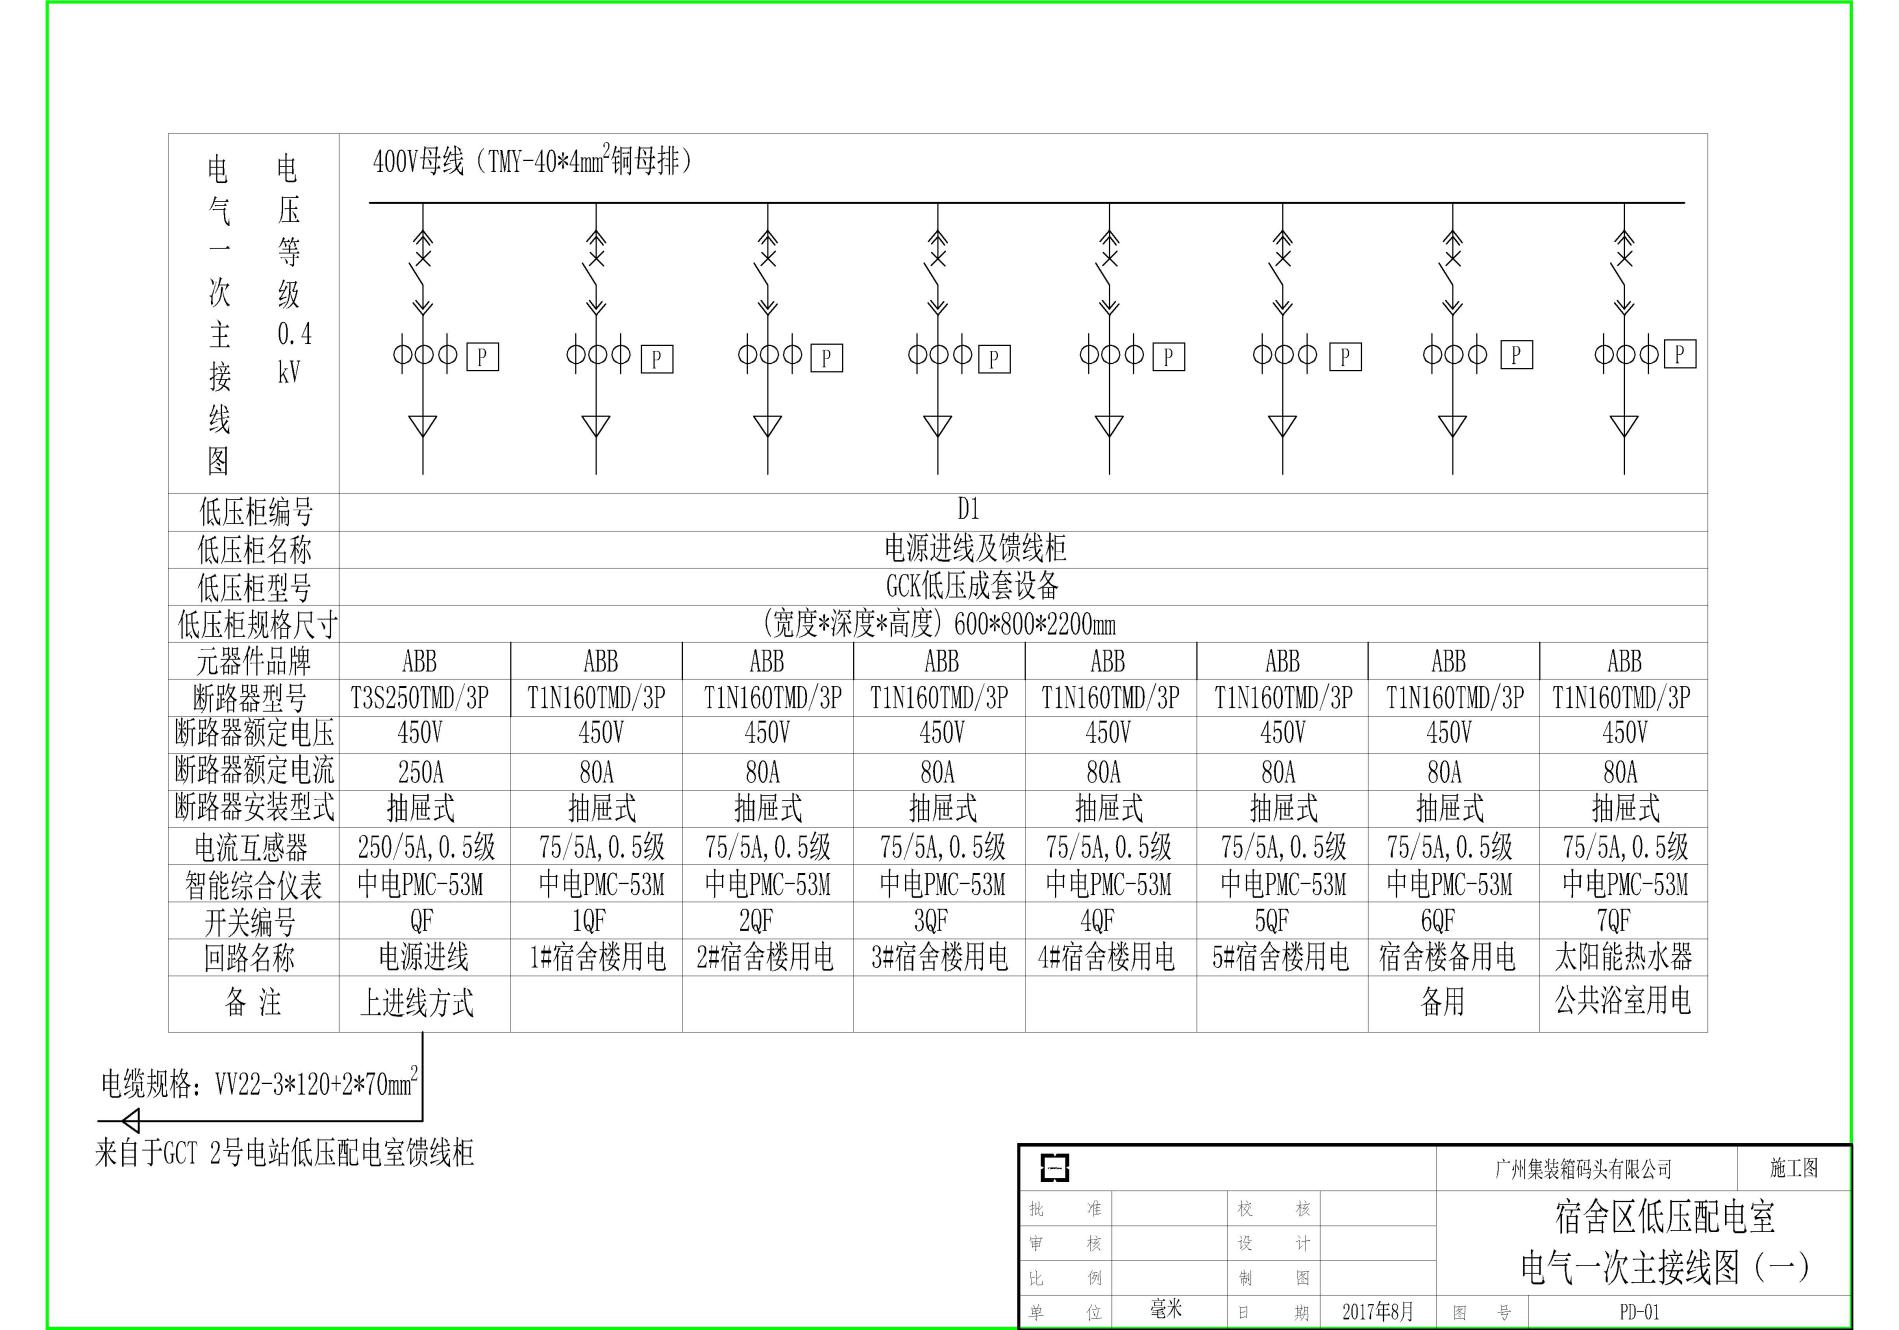 电气一次主接线图
电压等级0.4kV
400V母线（TMY-40*4mm²铜母排）
P P P P P P P P
低压柜编号 D1
低压柜名称 电源进线及馈线柜
低压柜型号 GCK低压成套设备
低压柜规格尺寸 (宽度*深度*高度) 600*800*2200mm
元器件品牌 ABB ABB ABB ABB ABB ABB ABB ABB
断路器型号 T3S250TMD/3P T1N160TMD/3P T1N160TMD/3P T1N160TMD/3P T1N160TMD/3P T1N160TMD/3P T1N160TMD/3P T1N160TMD/3P
断路器额定电压 450V 450V 450V 450V 450V 450V 450V 450V
断路器额定电流 250A 80A 80A 80A 80A 80A 80A 80A
断路器安装型式 抽屉式 抽屉式 抽屉式 抽屉式 抽屉式 抽屉式 抽屉式 抽屉式
电流互感器 250/5A,0.5级 75/5A,0.5级 75/5A,0.5级 75/5A,0.5级 75/5A,0.5级 75/5A,0.5级 75/5A,0.5级 75/5A,0.5级
智能综合仪表 中电PMC-53M 中电PMC-53M 中电PMC-53M 中电PMC-53M 中电PMC-53M 中电PMC-53M 中电PMC-53M 中电PMC-53M
开关编号 QF 1QF 2QF 3QF 4QF 5QF 6QF 7QF
回路名称 电源进线 1#宿舍楼用电 2#宿舍楼用电 3#宿舍楼用电 4#宿舍楼用电 5#宿舍楼用电 宿舍楼备用电 太阳能热水器
备 注 上进线方式 备用 公共浴室用电
电缆规格：VV22-3*120+2*70mm²
来自于GCT 2号电站低压配电室馈线柜
广州集装箱码头有限公司 施工图
批 准 校 核
宿舍区低压配电室
审 核 设 计
电气一次主接线图（一）
比 例 制 图
单 位 毫米 日 期 2017年8月 图 号 PD-01